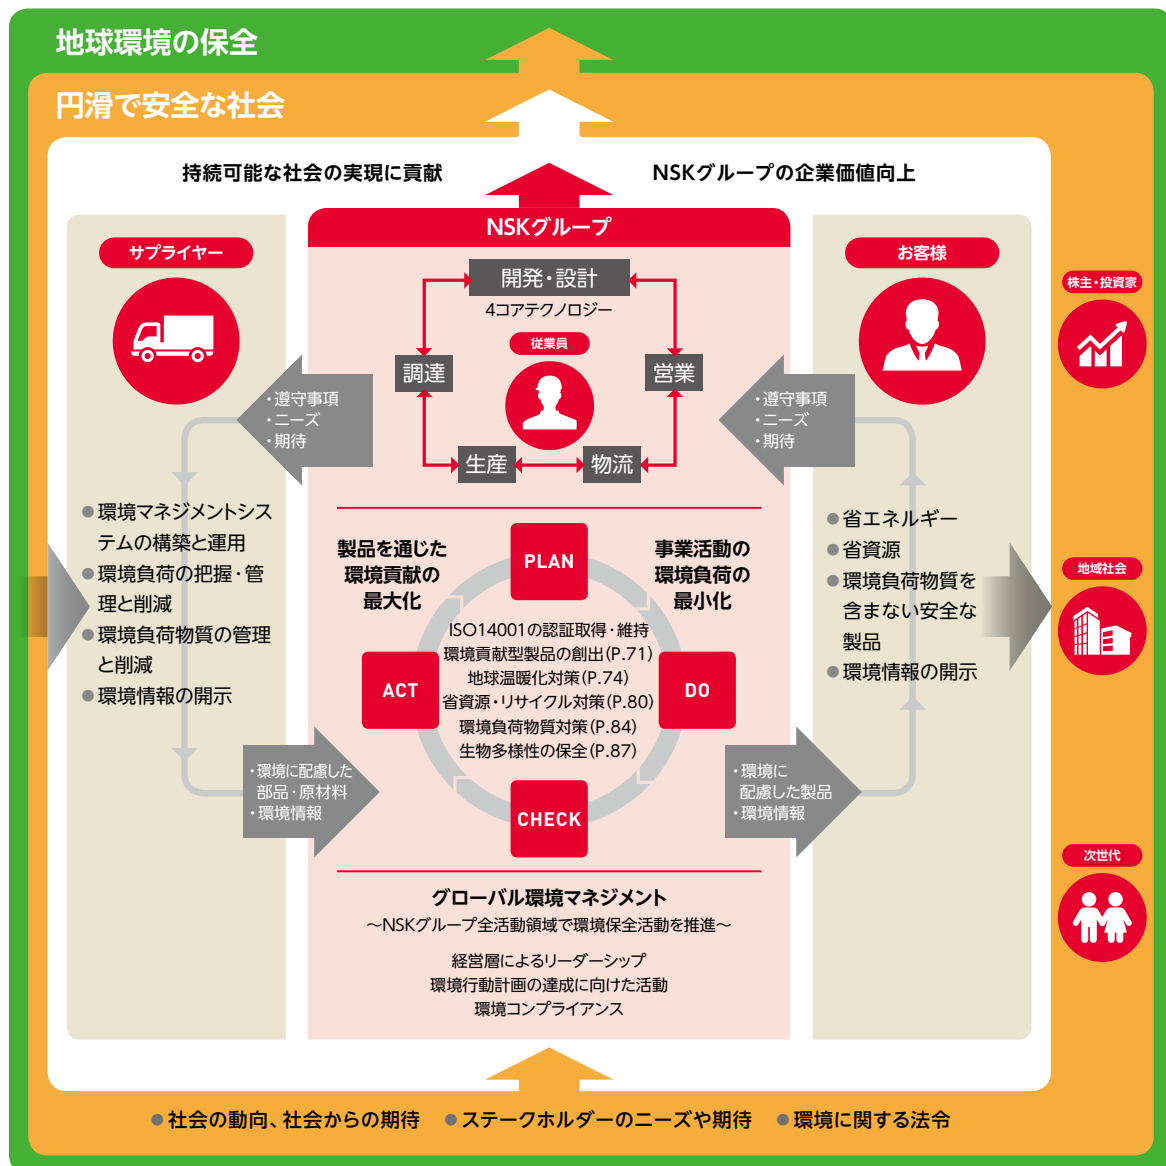 地球環境の保全
円滑で安全な社会
持続可能な社会の実現に貢献
NSKグループの企業価値向上
サプライヤー
・遵守事項
・ニーズ
・期待
●環境マネジメントシス
テムの構築と運用
●環境負荷の把握・管
理と削減
●環境負荷物質の管理
と削減
●環境情報の開示
・環境に配慮した
部品・原材料
・環境情報
NSKグループ
開発・設計
4コアテクノロジー
従業員
調達
営業
生産
物流
製品を通じた
環境貢献の
最大化
事業活動の
環境負荷の
最小化
PLAN
ACT
DO
CHECK
ISO14001の認証取得・維持
環境貢献型製品の創出(P.71)
地球温暖化対策(P.74)
省資源・リサイクル対策(P.80)
環境負荷物質対策(P.84)
生物多様性の保全(P.87)
グローバル環境マネジメント
〜NSKグループ全活動領域で環境保全活動を推進〜
経営層によるリーダーシップ
環境行動計画の達成に向けた活動
環境コンプライアンス
お客様
・遵守事項
・ニーズ
・期待
●省エネルギー
●省資源
●環境負荷物質を
含まない安全な
製品
●環境情報の開示
・環境に
配慮した製品
・環境情報
株主・投資家
地域社会
次世代
●社会の動向、社会からの期待 ●ステークホルダーのニーズや期待 ●環境に関する法令